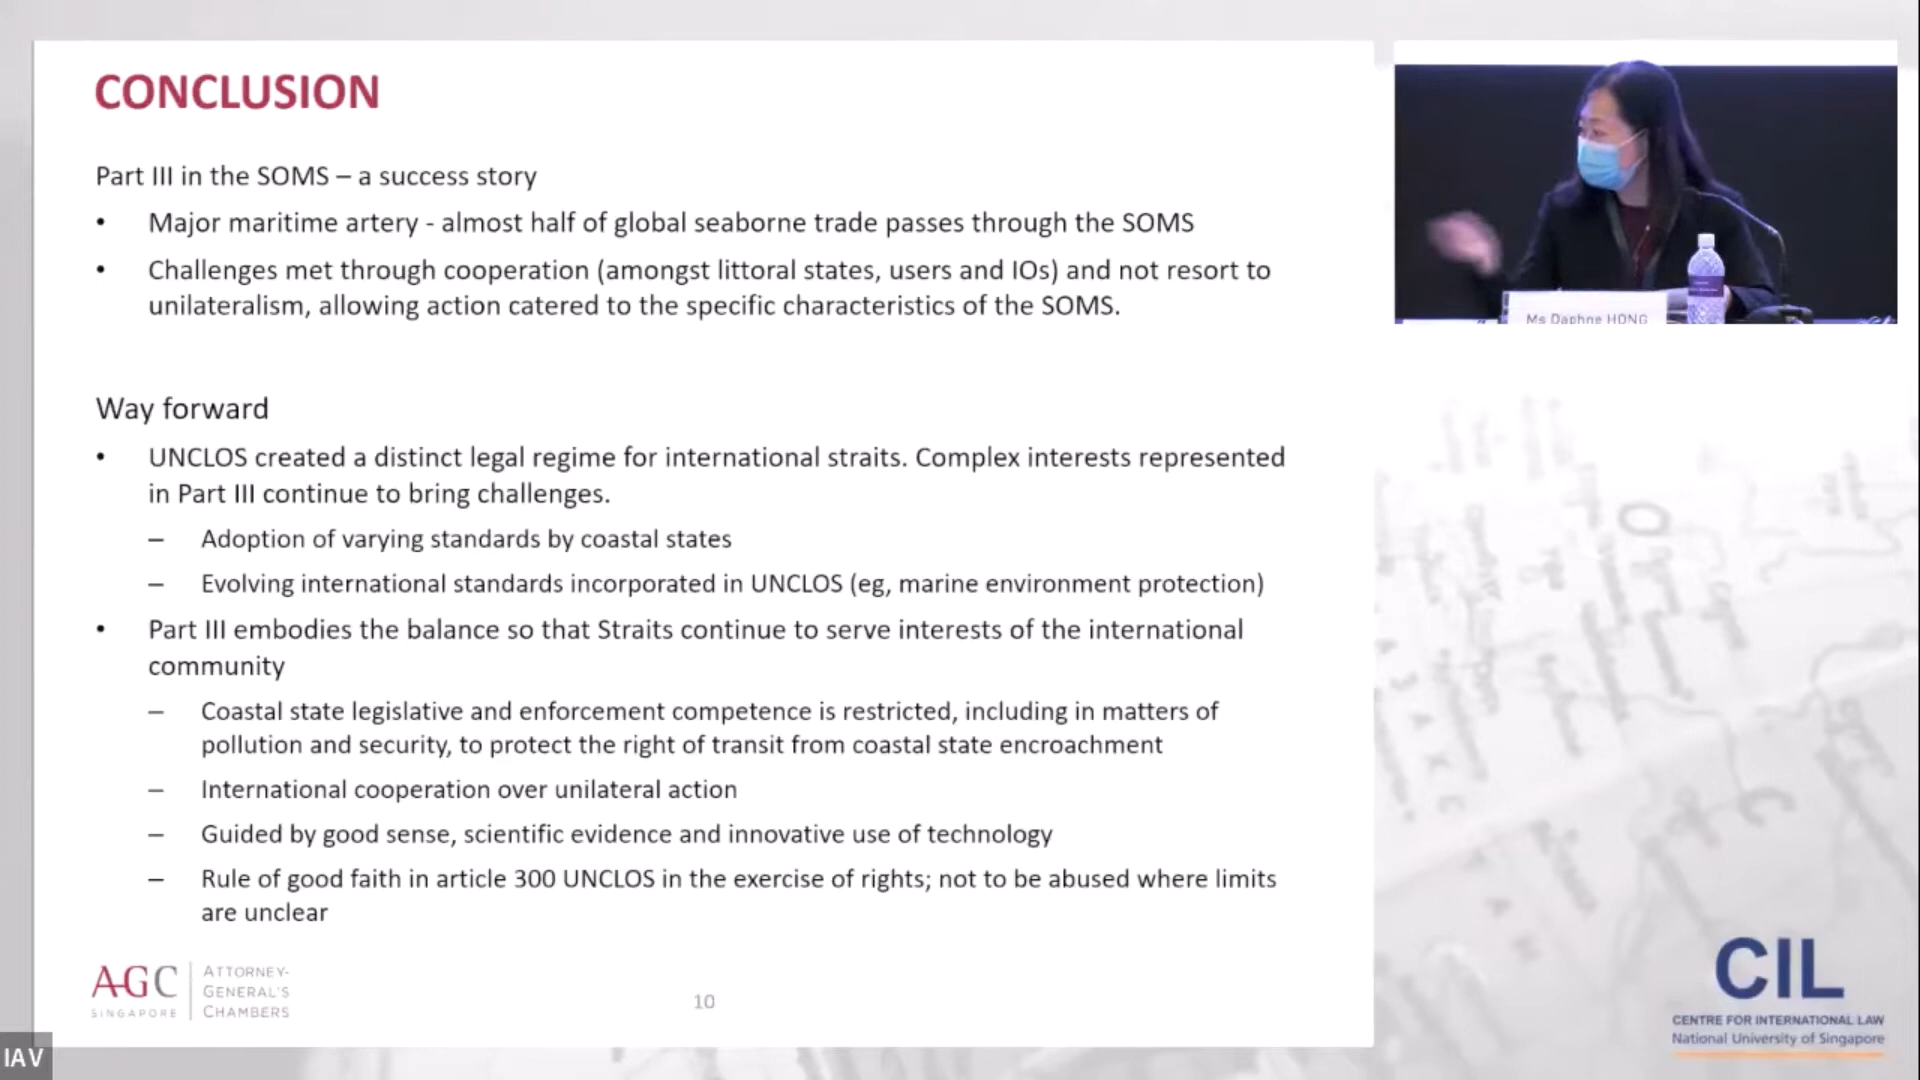 CONCLUSION
Part III in the SOMS – a success story
• Major maritime artery - almost half of global seaborne trade passes through the SOMS
• Challenges met through cooperation (amongst littoral states, users and IOs) and not resort to
unilateralism, allowing action catered to the specific characteristics of the SOMS.
Way forward
• UNCLOS created a distinct legal regime for international straits. Complex interests represented
in Part III continue to bring challenges.
– Adoption of varying standards by coastal states
– Evolving international standards incorporated in UNCLOS (eg, marine environment protection)
• Part III embodies the balance so that Straits continue to serve interests of the international
community
– Coastal state legislative and enforcement competence is restricted, including in matters of
pollution and security, to protect the right of transit from coastal state encroachment
– International cooperation over unilateral action
– Guided by good sense, scientific evidence and innovative use of technology
– Rule of good faith in article 300 UNCLOS in the exercise of rights; not to be abused where limits
are unclear
AGC
SINGAPORE
ATTORNEY-
GENERAL'S
CHAMBERS
10
Ms Daphne HONG
CIL
CENTRE FOR INTERNATIONAL LAW
National University of Singapore
IAV